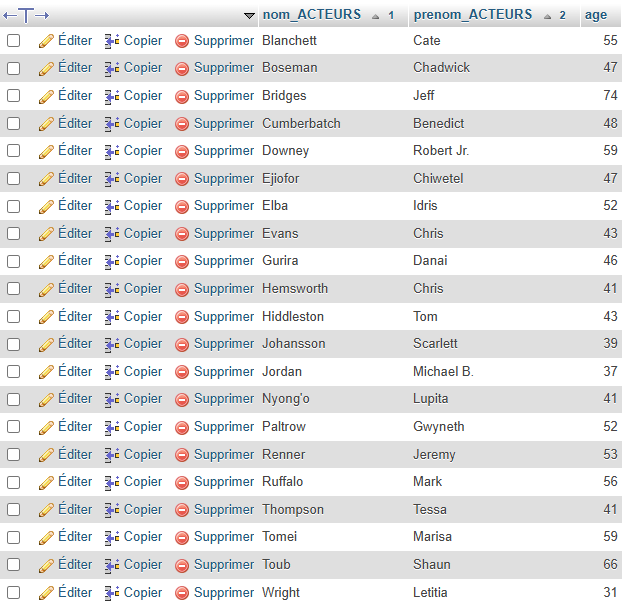 nom_ACTEURS 1 prenom_ACTEURS 2 age
Éditer Copier Supprimer Blanchett Cate 55
Éditer Copier Supprimer Boseman Chadwick 47
Éditer Copier Supprimer Bridges Jeff 74
Éditer Copier Supprimer Cumberbatch Benedict 48
Éditer Copier Supprimer Downey Robert Jr. 59
Éditer Copier Supprimer Ejiofor Chiwetel 47
Éditer Copier Supprimer Elba Idris 52
Éditer Copier Supprimer Evans Chris 43
Éditer Copier Supprimer Gurira Danai 46
Éditer Copier Supprimer Hemsworth Chris 41
Éditer Copier Supprimer Hiddleston Tom 43
Éditer Copier Supprimer Johansson Scarlett 39
Éditer Copier Supprimer Jordan Michael B. 37
Éditer Copier Supprimer Nyong'o Lupita 41
Éditer Copier Supprimer Paltrow Gwyneth 52
Éditer Copier Supprimer Renner Jeremy 53
Éditer Copier Supprimer Ruffalo Mark 56
Éditer Copier Supprimer Thompson Tessa 41
Éditer Copier Supprimer Tomei Marisa 59
Éditer Copier Supprimer Toub Shaun 66
Éditer Copier Supprimer Wright Letitia 31